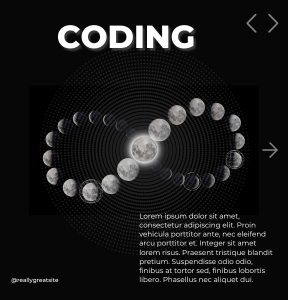 CODING
Lorem ipsum dolor sit amet,
consectetur adipiscing elit. Proin
vehicula porttitor ante, nec eleifend
arcu porttitor et. Integer sit amet
lorem risus. Praesent tristique blandit
pretium. Suspendisse odio odio,
finibus at tortor sed, finibus lobortis
libero. Phasellus nec aliquet dui.
@reallygreatsite